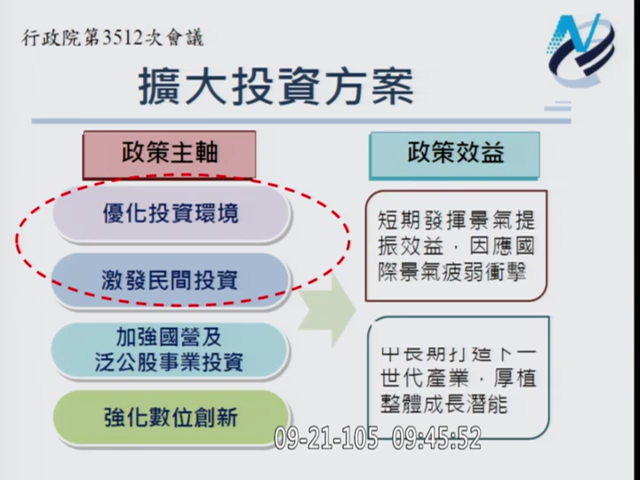 行政院第3512次會議
擴大投資方案
政策主軸
優化投資環境
激發民間投資
加強國營及
泛公股事業投資
強化數位創新
政策效益
短期發揮景氣提
振效益，因應國
際景氣疲弱衝擊
中長期打造下一
世代產業，厚植
整體成長潛能
09-21-105 09:45:52